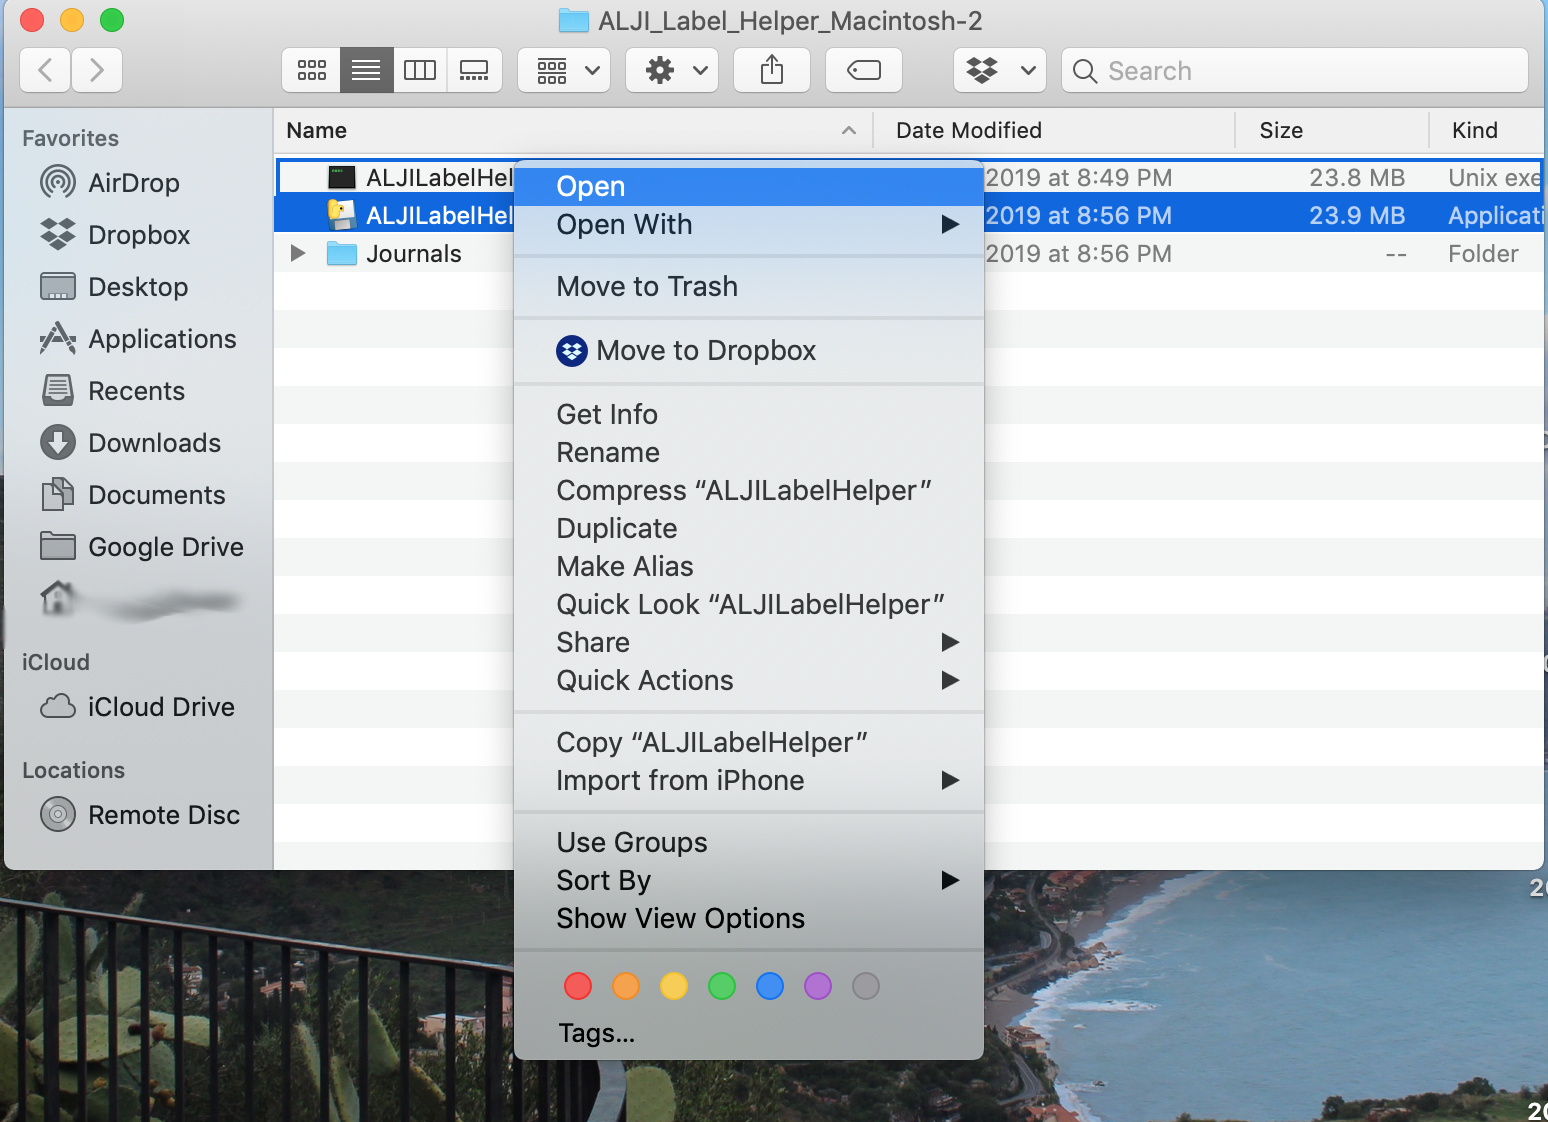 ALJI_Label_Helper_Macintosh-2
Search
Favorites
AirDrop
Dropbox
Desktop
Applications
Recents
Downloads
Documents
Google Drive
iCloud
iCloud Drive
Locations
Remote Disc
Name Date Modified Size Kind
ALJILabelHel 2019 at 8:49 PM 23.8 MB Unix exe
ALJILabelHel 2019 at 8:56 PM 23.9 MB Applicati
Journals 2019 at 8:56 PM -- Folder
Open
Open With
Move to Trash
Move to Dropbox
Get Info
Rename
Compress “ALJILabelHelper”
Duplicate
Make Alias
Quick Look “ALJILabelHelper”
Share
Quick Actions
Copy “ALJILabelHelper”
Import from iPhone
Use Groups
Sort By
Show View Options
Tags...